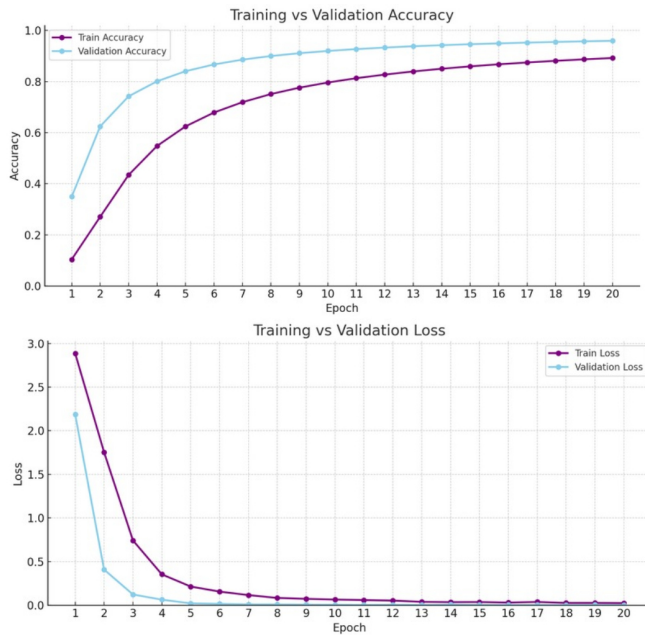 Training vs Validation Accuracy
1.0
Train Accuracy
Validation Accuracy
0.8
0.6
Accuracy
0.4
0.2
0.0
1 2 3 4 5 6 7 8 9 10 11 12 13 14 15 16 17 18 19 20
Epoch
Training vs Validation Loss
3.0
Train Loss
Validation Loss
2.5
2.0
Loss
1.5
1.0
0.5
0.0
1 2 3 4 5 6 7 8 9 10 11 12 13 14 15 16 17 18 19 20
Epoch